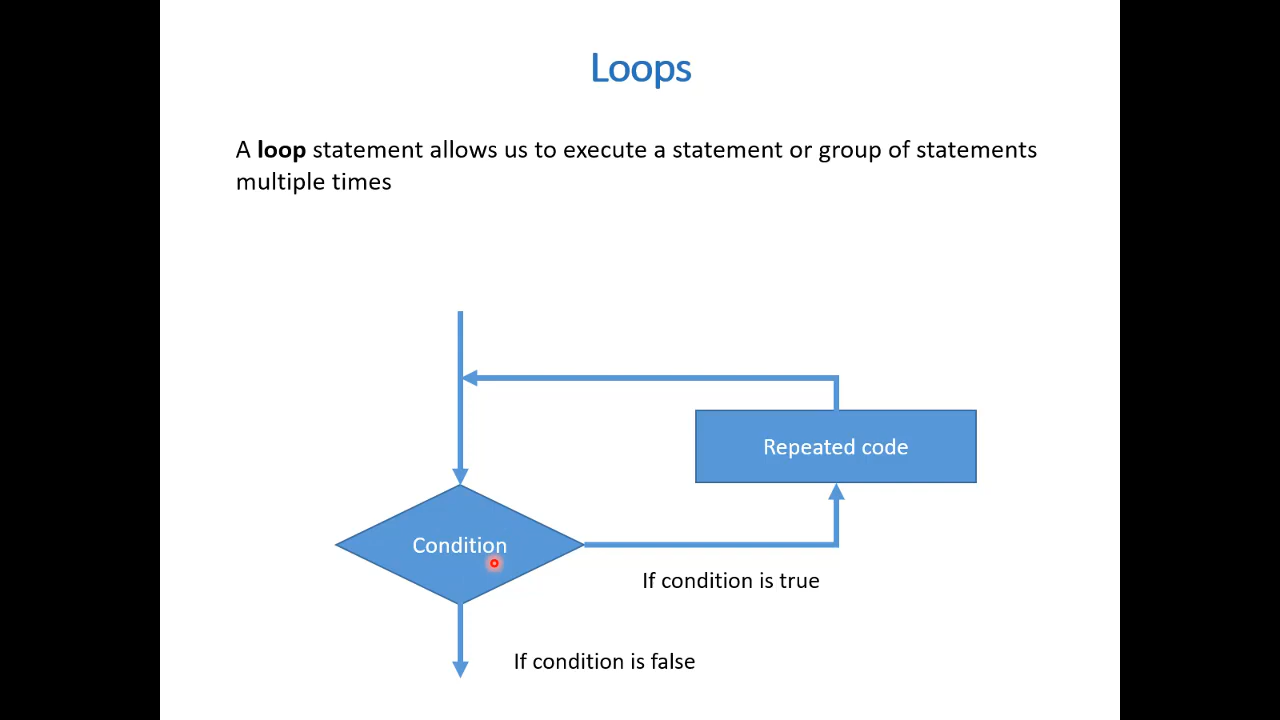 Loops
A loop statement allows us to execute a statement or group of statements
multiple times
Repeated code
Condition
If condition is true
If condition is false